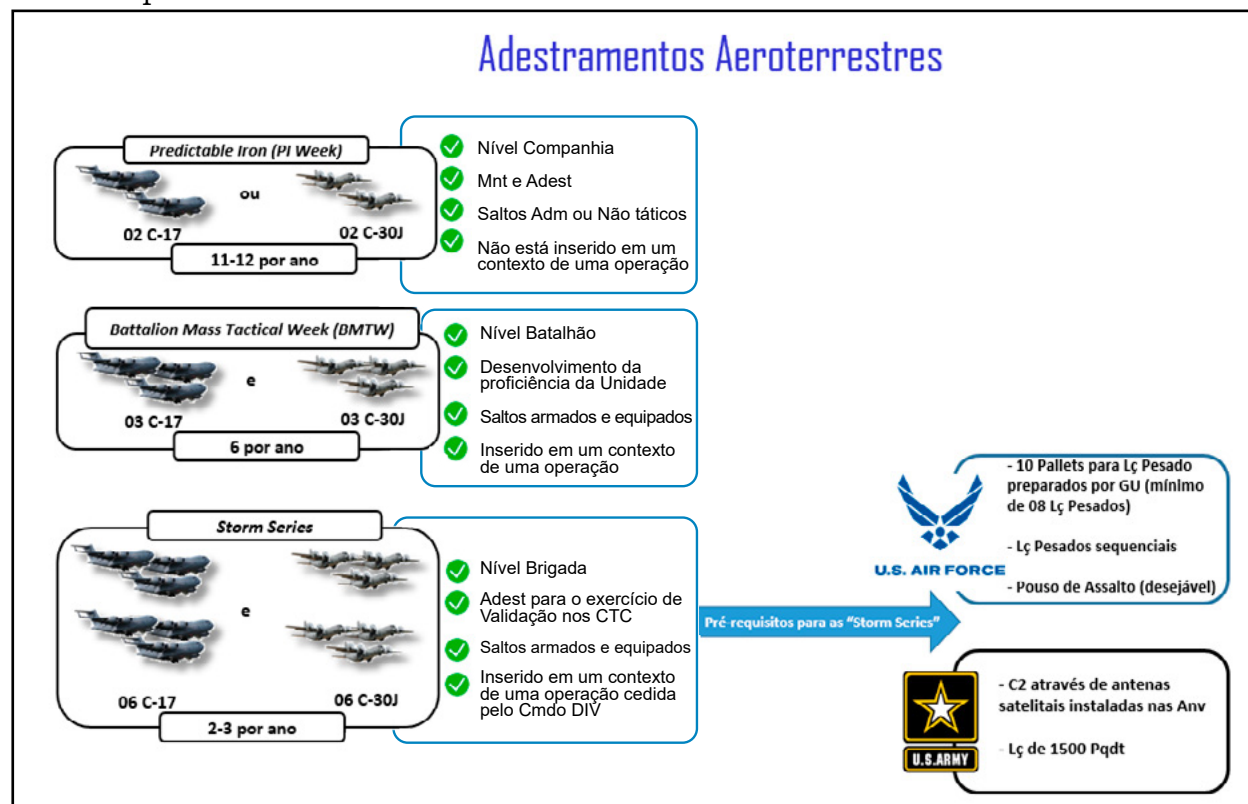 Adestramentos Aeroterrestres
Predictable Iron (PI Week)
ou
02 C-17
02 C-30J
11-12 por ano
Nível Companhia
Mnt e Adest
Saltos Adm ou Não táticos
Não está inserido em um
contexto de uma operação
Battalion Mass Tactical Week (BMTW)
e
03 C-17
03 C-30J
6 por ano
Nível Batalhão
Desenvolvimento da
proficiência da Unidade
Saltos armados e equipados
Inserido em um contexto
de uma operação
Storm Series
e
06 C-17
06 C-30J
2-3 por ano
Nível Brigada
Adest para o exercício de
Validação nos CTC
Saltos armados e equipados
Inserido em um contexto
de uma operação cedida
pelo Cmdo DIV
Pré-requisitos para as “Storm Series”
U.S. AIR FORCE
- 10 Pallets para Lç Pesado
preparados por GU (mínimo
de 08 Lç Pesados)
- Lç Pesados sequenciais
- Pouso de Assalto (desejável)
U.S.ARMY
- C2 através de antenas
satelitais instaladas nas Anv
- Lç de 1500 Pqdt